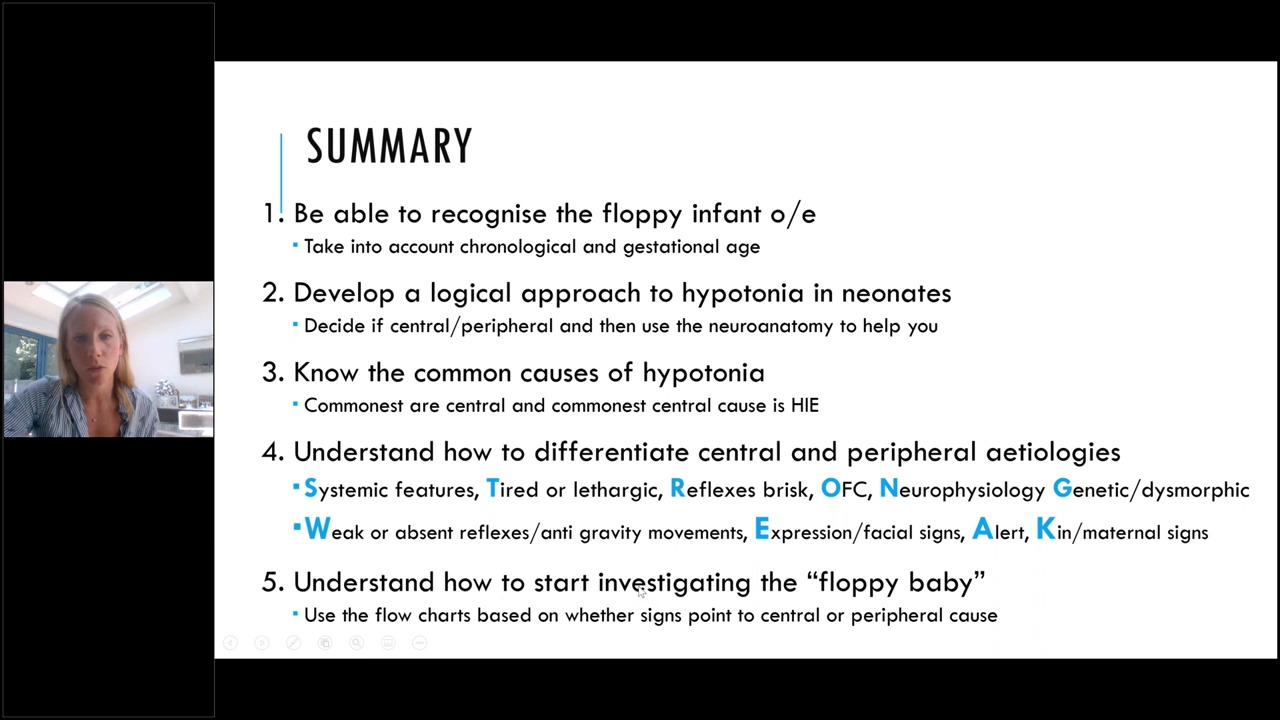 SUMMARY
1. Be able to recognise the floppy infant o/e
▪ Take into account chronological and gestational age
2. Develop a logical approach to hypotonia in neonates
▪ Decide if central/peripheral and then use the neuroanatomy to help you
3. Know the common causes of hypotonia
▪ Commonest are central and commonest central cause is HIE
4. Understand how to differentiate central and peripheral aetiologies
▪ Systemic features, Tired or lethargic, Reflexes brisk, OFC, Neurophysiology Genetic/dysmorphic
▪ Weak or absent reflexes/anti gravity movements, Expression/facial signs, Alert, Kin/maternal signs
5. Understand how to start investigating the “floppy baby”
▪ Use the flow charts based on whether signs point to central or peripheral cause